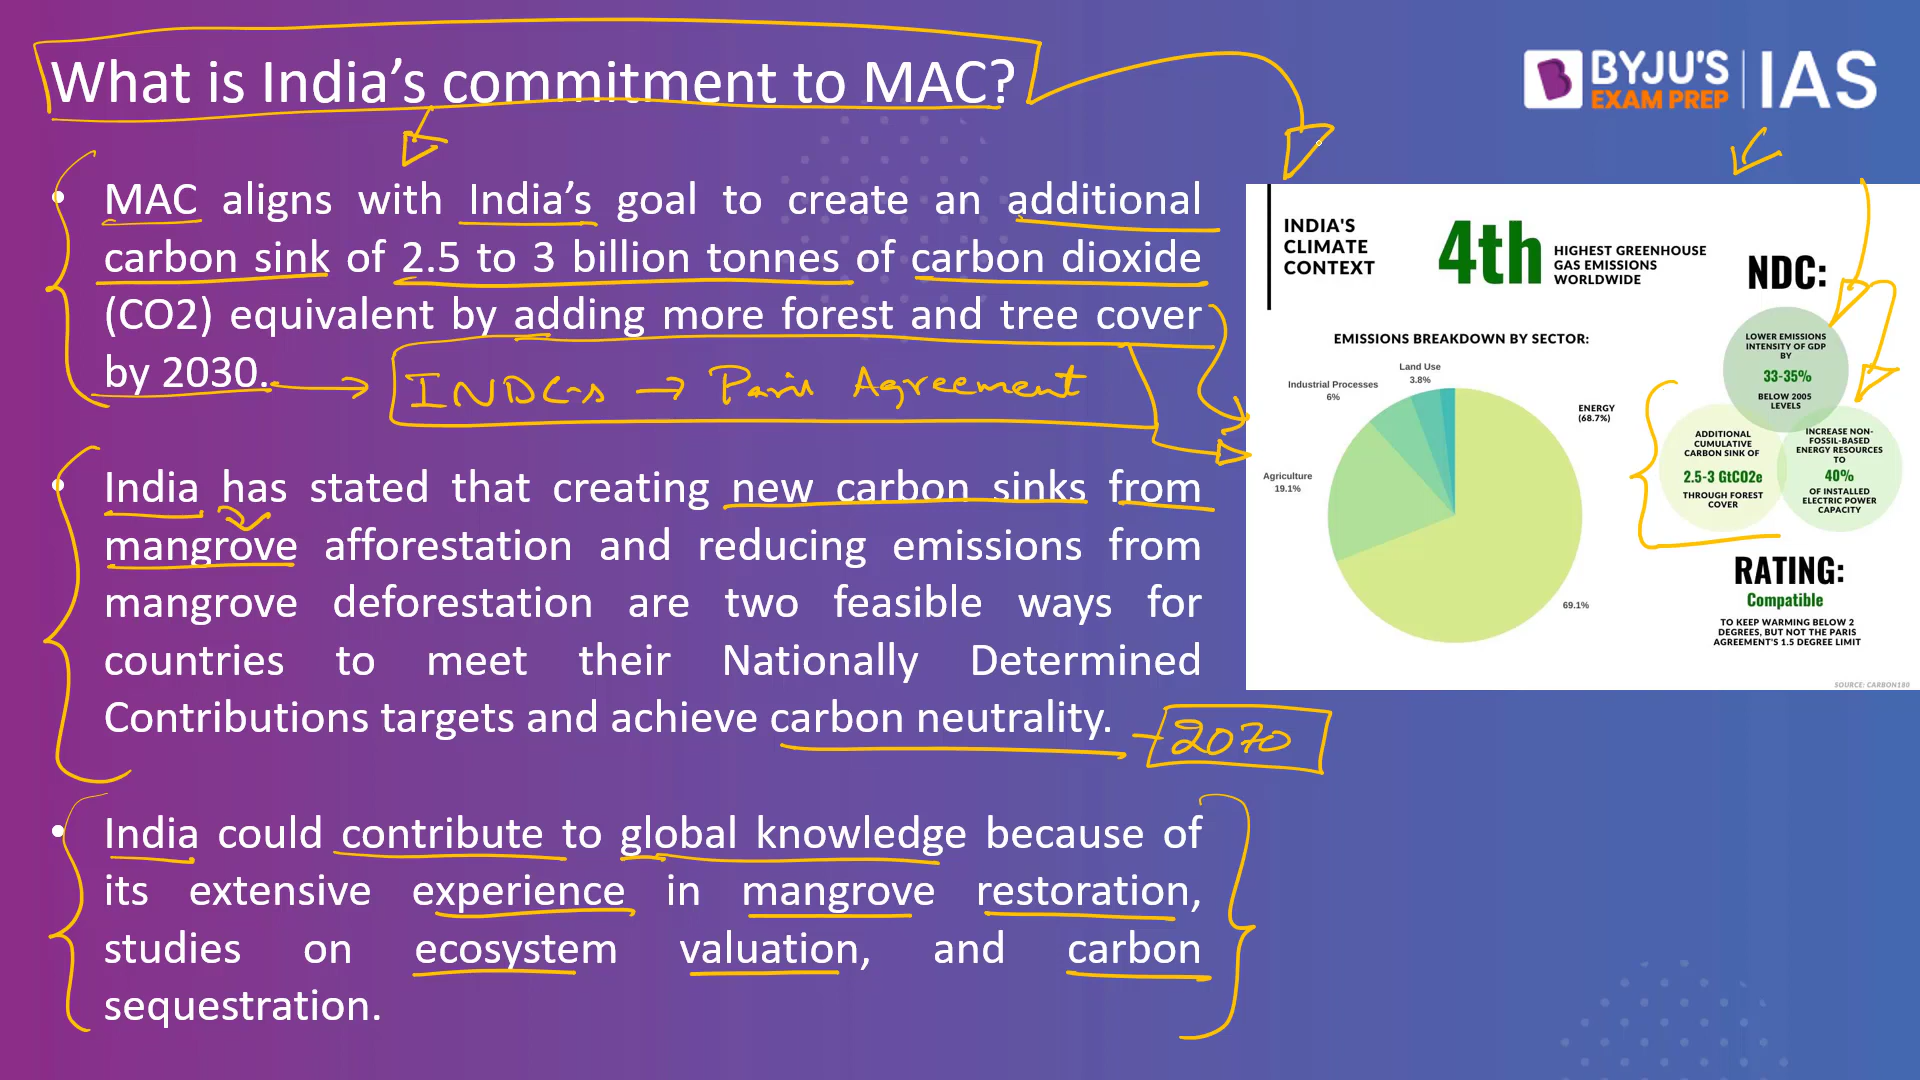 What is India's commitment to MAC?
BYJU'S
EXAM PREP
IAS
• MAC aligns with India's goal to create an additional
carbon sink of 2.5 to 3 billion tonnes of carbon dioxide
(CO2) equivalent by adding more forest and tree cover
by 2030.
INDCs → Paris Agreement
• India has stated that creating new carbon sinks from
mangrove afforestation and reducing emissions from
mangrove deforestation are two feasible ways for
countries to meet their Nationally Determined
Contributions targets and achieve carbon neutrality.
- 2070
• India could contribute to global knowledge because of
its extensive experience in mangrove restoration,
studies on ecosystem valuation, and carbon
sequestration.
INDIA'S
CLIMATE
CONTEXT
4th
HIGHEST GREENHOUSE
GAS EMISSIONS
WORLDWIDE
EMISSIONS BREAKDOWN BY SECTOR:
Land Use
3.8%
Industrial Processes
6%
Agriculture
19.1%
ENERGY
(68.7%)
69.1%
NDC:
LOWER EMISSIONS
INTENSITY OF GDP
BY
33-35%
BELOW 2005
LEVELS
ADDITIONAL
CUMULATIVE
CARBON SINK OF
2.5-3 GtCO2e
THROUGH FOREST
COVER
INCREASE NON-
FOSSIL-BASED
ENERGY RESOURCES
TO
40%
OF INSTALLED
ELECTRIC POWER
CAPACITY
RATING:
Compatible
TO KEEP WARMING BELOW 2
DEGREES, BUT NOT THE PARIS
AGREEMENT'S 1.5 DEGREE LIMIT
SOURCE: CARBON180